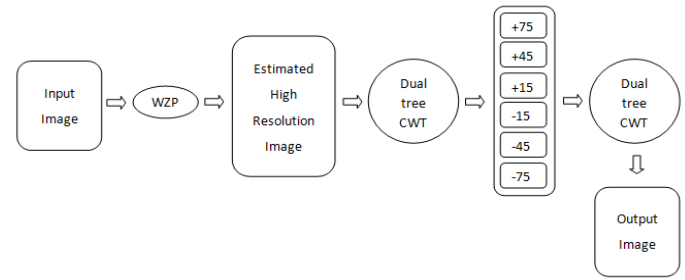 Input
Image
WZP
Estimated
High
Resolution
Image
Dual
tree
CWT
+75
+45
+15
-15
-45
-75
Dual
tree
CWT
Output
Image